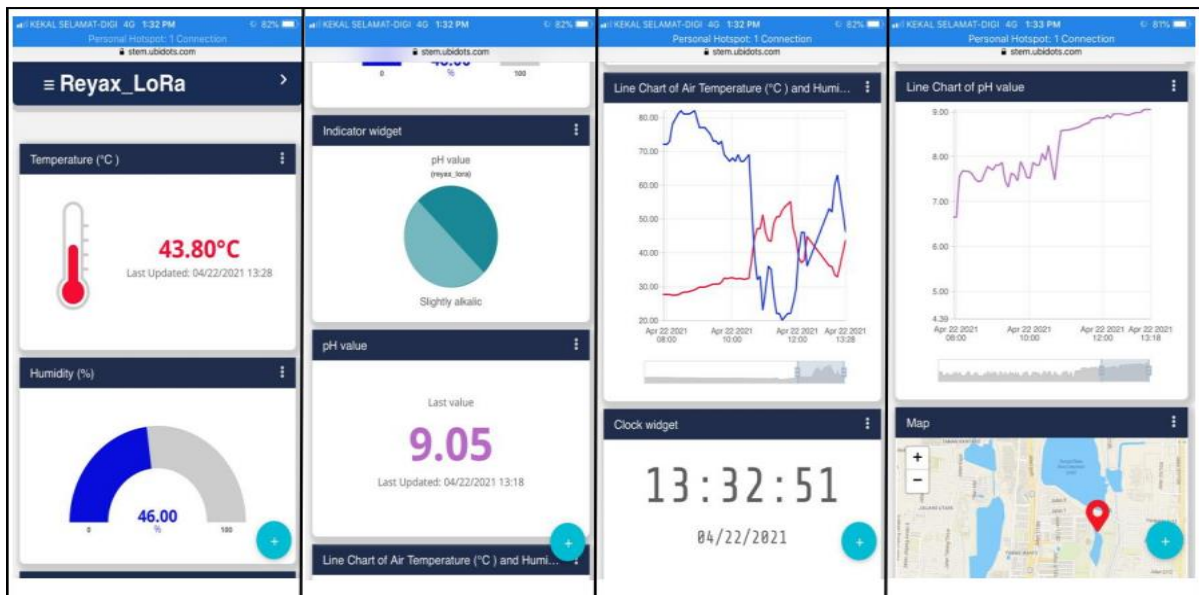 KEKAL SELAMAT-DIGI 4G 1:32 PM 82%
Personal Hotspot: 1 Connection
stem.ubidots.com
≡ Reyax_LoRa >
Temperature (°C )
43.80°C
Last Updated: 04/22/2021 13:28
Humidity (%)
46.00
%
0
100
+
KEKAL SELAMAT-DIGI 4G 1:32 PM 82%
Personal Hotspot: 1 Connection
stem.ubidots.com
0
%
100
Indicator widget
pH value
(reyax_lora)
Slightly alkalic
pH value
Last value
9.05
Last Updated: 04/22/2021 13:18
+
Line Chart of Air Temperature (°C ) and Humi...
KEKAL SELAMAT-DIGI 4G 1:32 PM 82%
Personal Hotspot: 1 Connection
stem.ubidots.com
Line Chart of Air Temperature (°C ) and Humi...
80.00
70.00
60.00
50.00
40.00
30.00
20.00
Apr 22 2021 Apr 22 2021 Apr 22 2021 Apr 22 2021
08:00 10:00 12:00 13:28
Clock widget
13:32:51
04/22/2021
+
KEKAL SELAMAT-DIGI 4G 1:33 PM 81%
Personal Hotspot: 1 Connection
stem.ubidots.com
Line Chart of pH value
9.00
8.00
7.00
6.00
5.00
4.39
Apr 22 2021 Apr 22 2021 Apr 22 2021 Apr 22 2021
08:00 10:00 12:00 13:18
Map
+
−
+